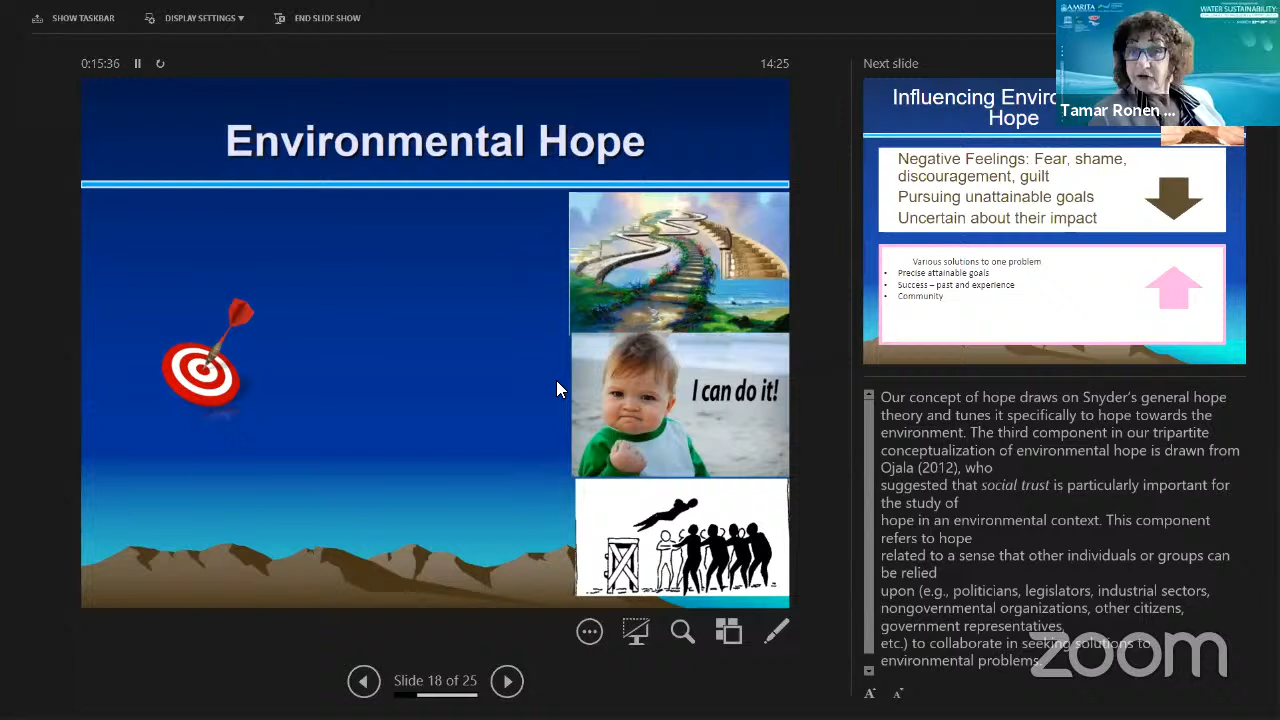 SHOW TASKBAR
DISPLAY SETTINGS ▾
END SLIDE SHOW
0:15:36
14:25
Environmental Hope
I can do it!
Slide 18 of 25
Next slide
Influencing Enviro
Hope
Negative Feelings: Fear, shame,
discouragement, guilt
Pursuing unattainable goals
Uncertain about their impact
Various solutions to one problem
• Precise attainable goals
• Success – past and experience
• Community
AMRITA
WATER SUSTAINABILITY:
Tamar Ronen ...
Our concept of hope draws on Snyder's general hope
theory and tunes it specifically to hope towards the
environment. The third component in our tripartite
conceptualization of environmental hope is drawn from
Ojala (2012), who
suggested that social trust is particularly important for
the study of
hope in an environmental context. This component
refers to hope
related to a sense that other individuals or groups can
be relied
upon (e.g., politicians, legislators, industrial sectors,
nongovernmental organizations, other citizens,
government representatives,
etc.) to collaborate in seeking solutions to
environmental problems.
zoom
A A